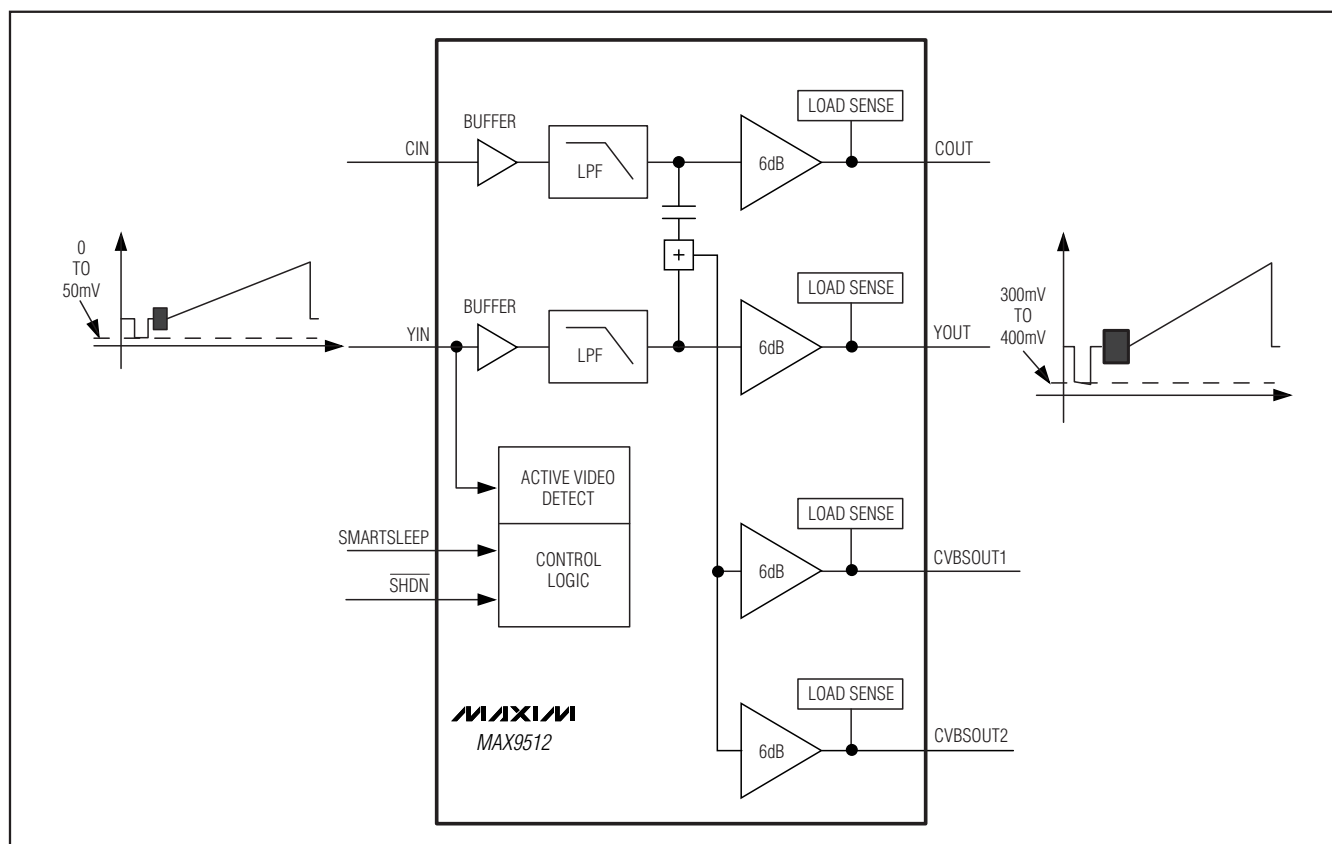 LOAD SENSE
BUFFER
CIN
LPF
6dB
COUT
0
TO
50mV
+
LOAD SENSE
300mV
TO
400mV
BUFFER
YIN
LPF
6dB
YOUT
ACTIVE VIDEO
DETECT
SMARTSLEEP
CONTROL
LOGIC
SHDN
LOAD SENSE
6dB
CVBSOUT1
LOAD SENSE
MAXIM
MAX9512
6dB
CVBSOUT2